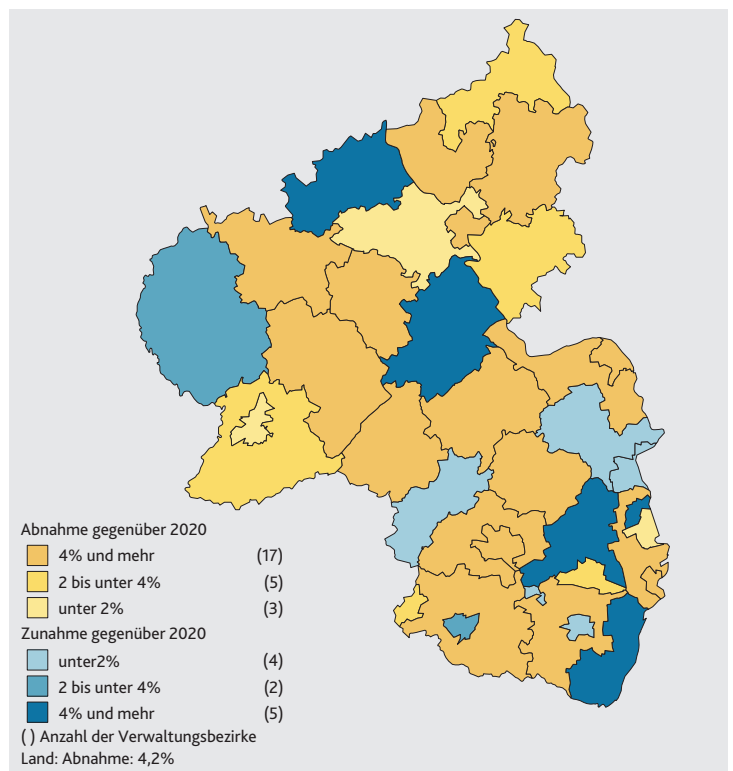 Abnahme gegenüber 2020
4% und mehr (17)
2 bis unter 4% (5)
unter 2% (3)
Zunahme gegenüber 2020
unter2% (4)
2 bis unter 4% (2)
4% und mehr (5)
( ) Anzahl der Verwaltungsbezirke
Land: Abnahme: 4,2%